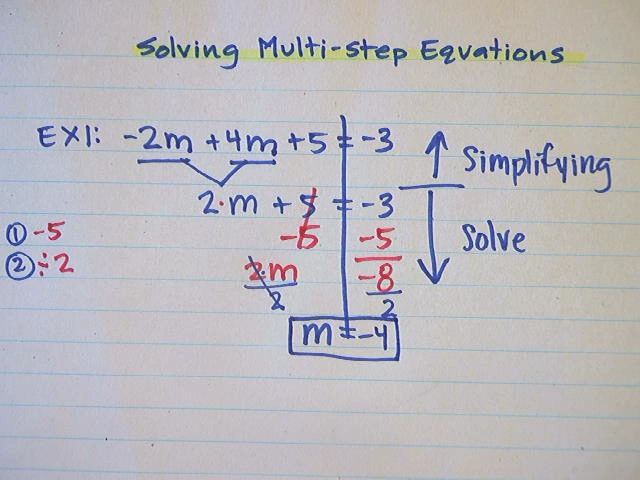 Solving Multi-step Equations
EX1: -2m + 4m + 5 = -3
Simplifying
2·m + 5 = -3
① -5
-5 -5
Solve
② ÷2
2·m -8
2 2
m = -4